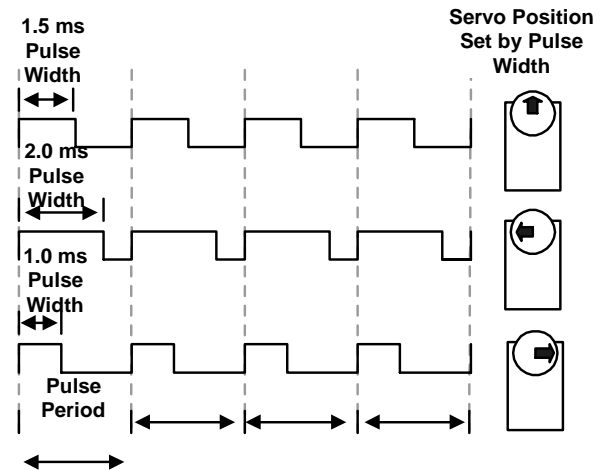 1.5 ms
Pulse
Width
Servo Position
Set by Pulse
Width
2.0 ms
Pulse
Width
1.0 ms
Pulse
Width
Pulse
Period